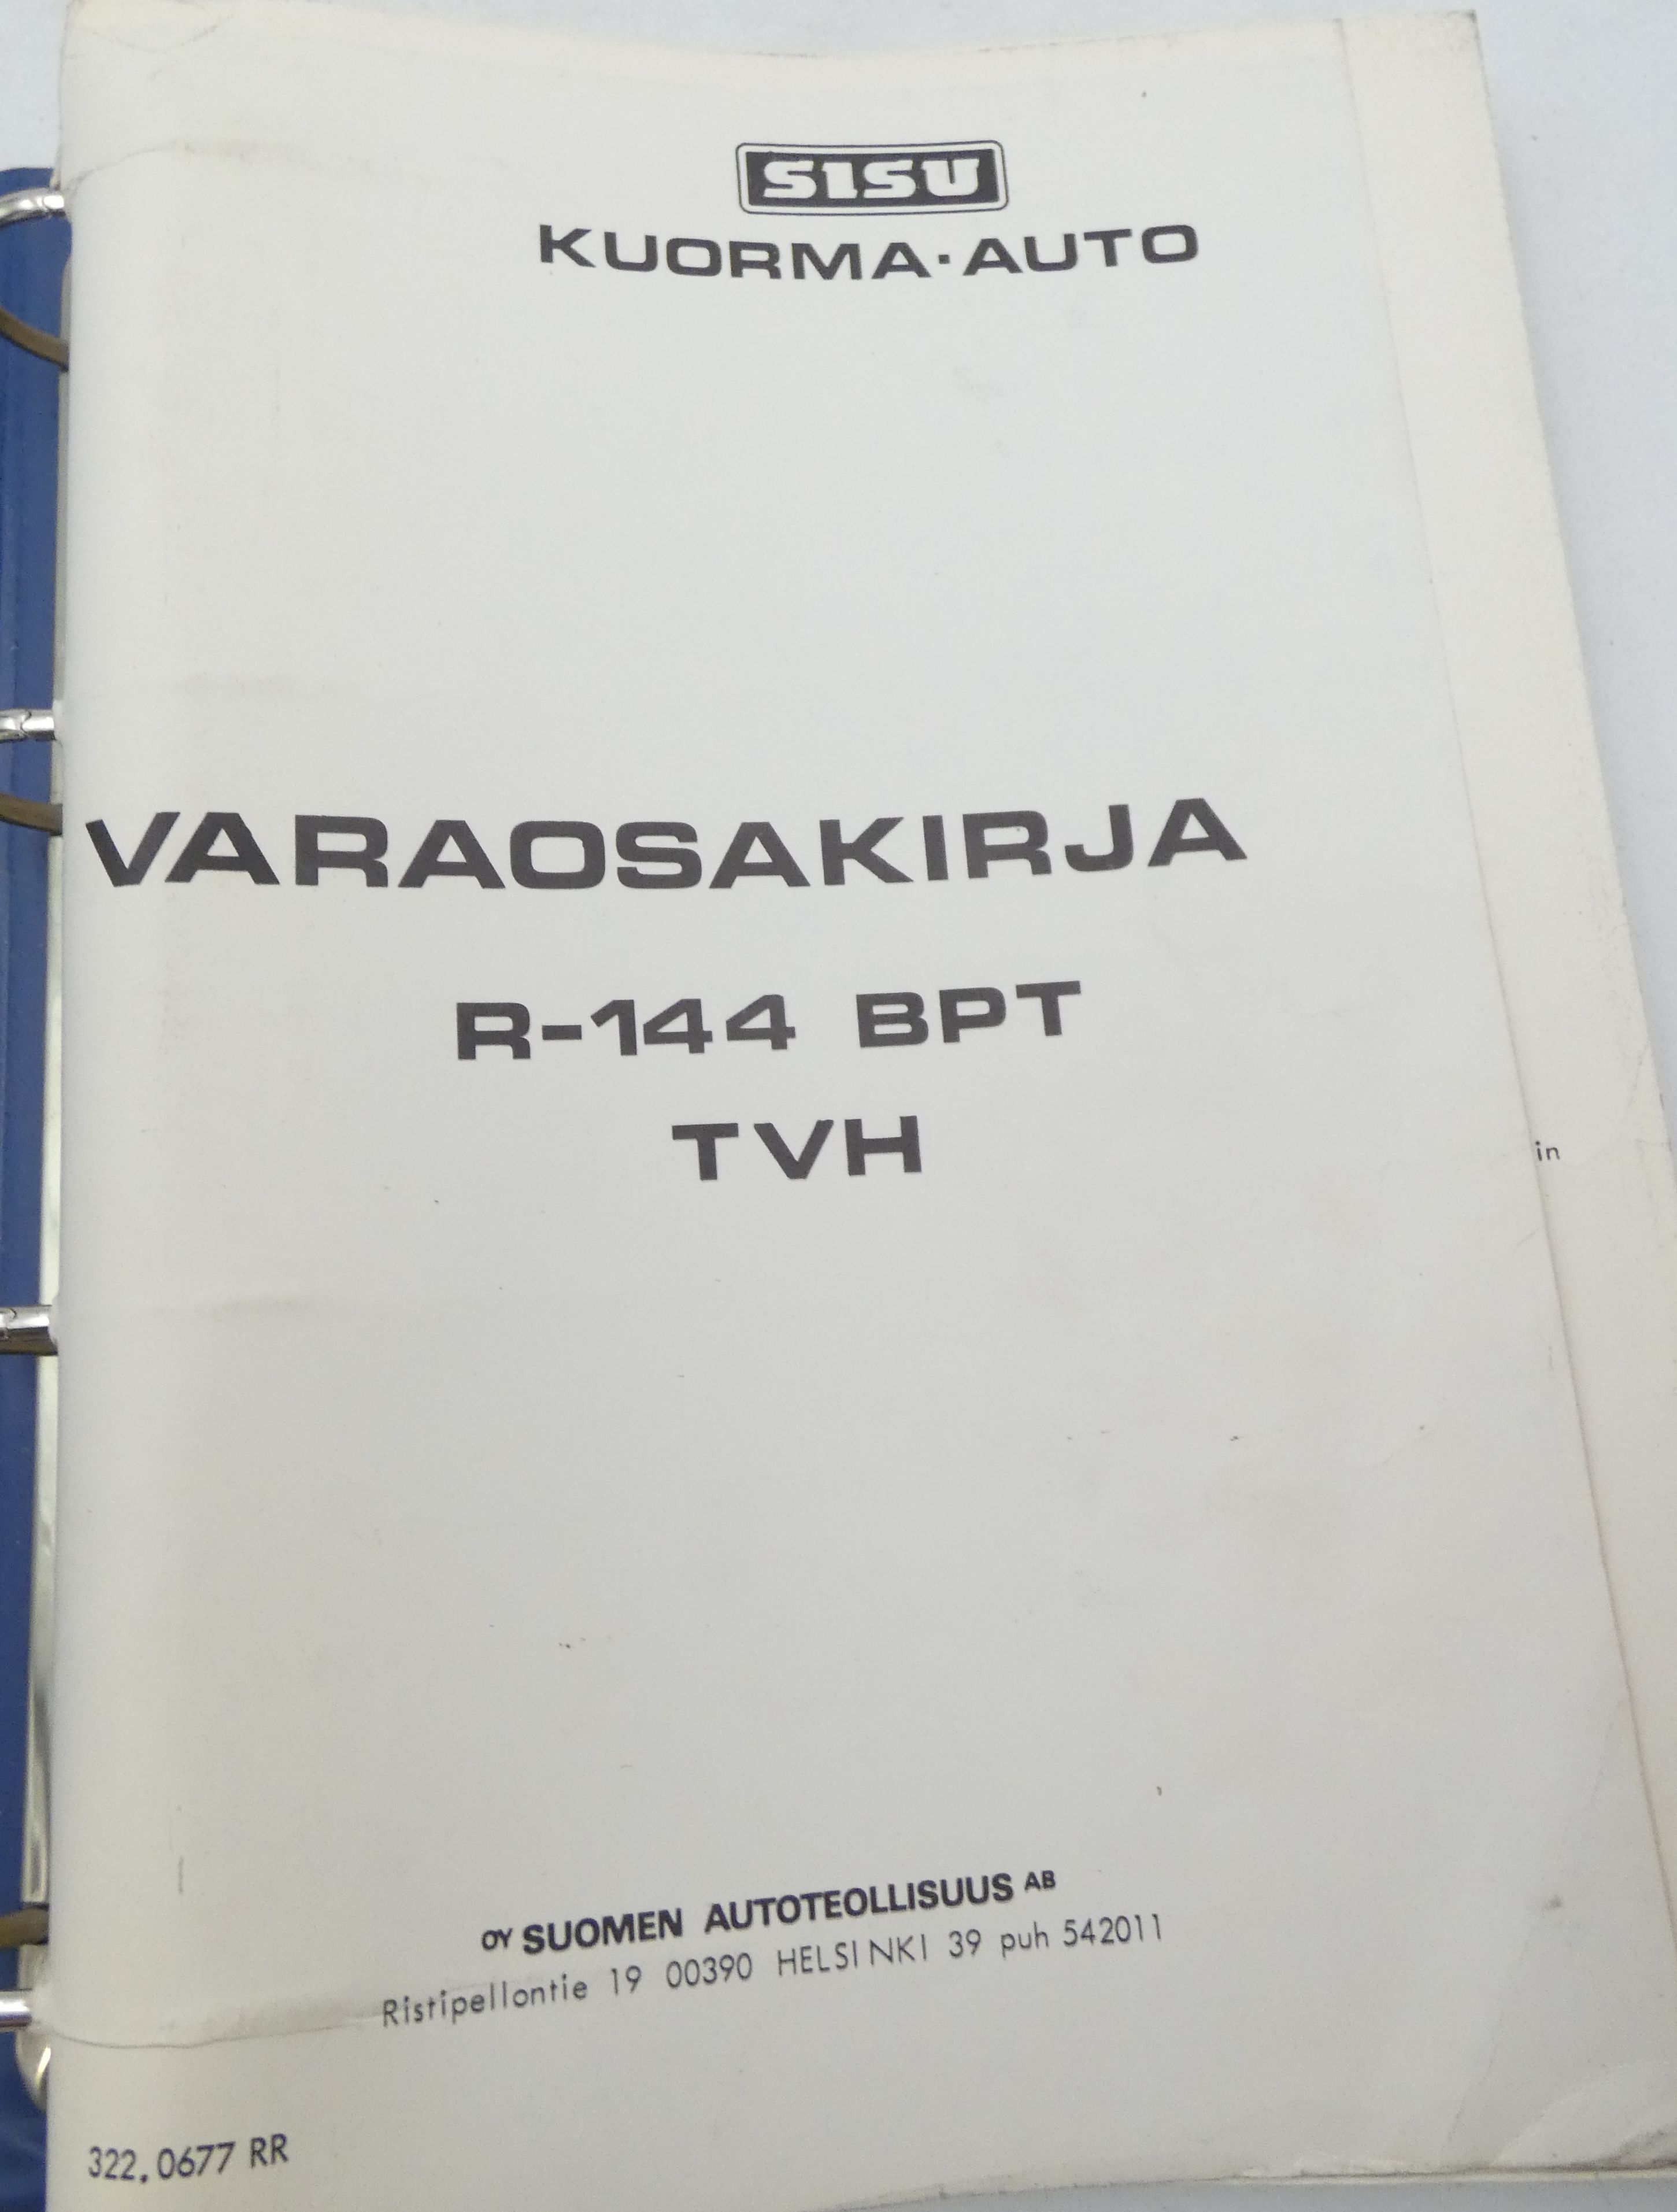 SISU
KUORMA-AUTO
VARAOSAKIRJA
R-144 BPT
TVH
in
OY SUOMEN AUTOTEOLLISUUS AB
Ristipellontie 19 00390 HELSINKI 39 puh 542011
322.0677 RR